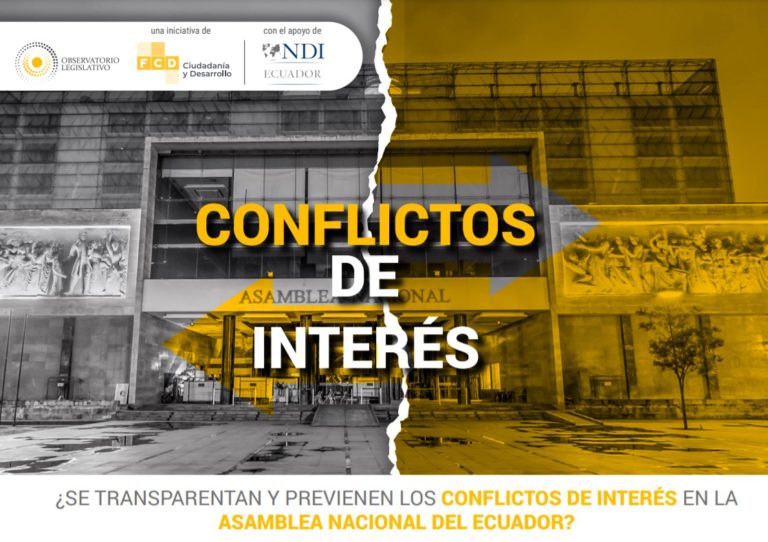 una iniciativa de
con el apoyo de
OBSERVATORIO
LEGISLATIVO
FCD
Ciudadanía
y Desarrollo
NDI
ECUADOR
CONFLICTOS
DE
ASAMBLEA NACIONAL
INTERÉS
¿SE TRANSPARENTAN Y PREVIENEN LOS CONFLICTOS DE INTERÉS EN LA
ASAMBLEA NACIONAL DEL ECUADOR?